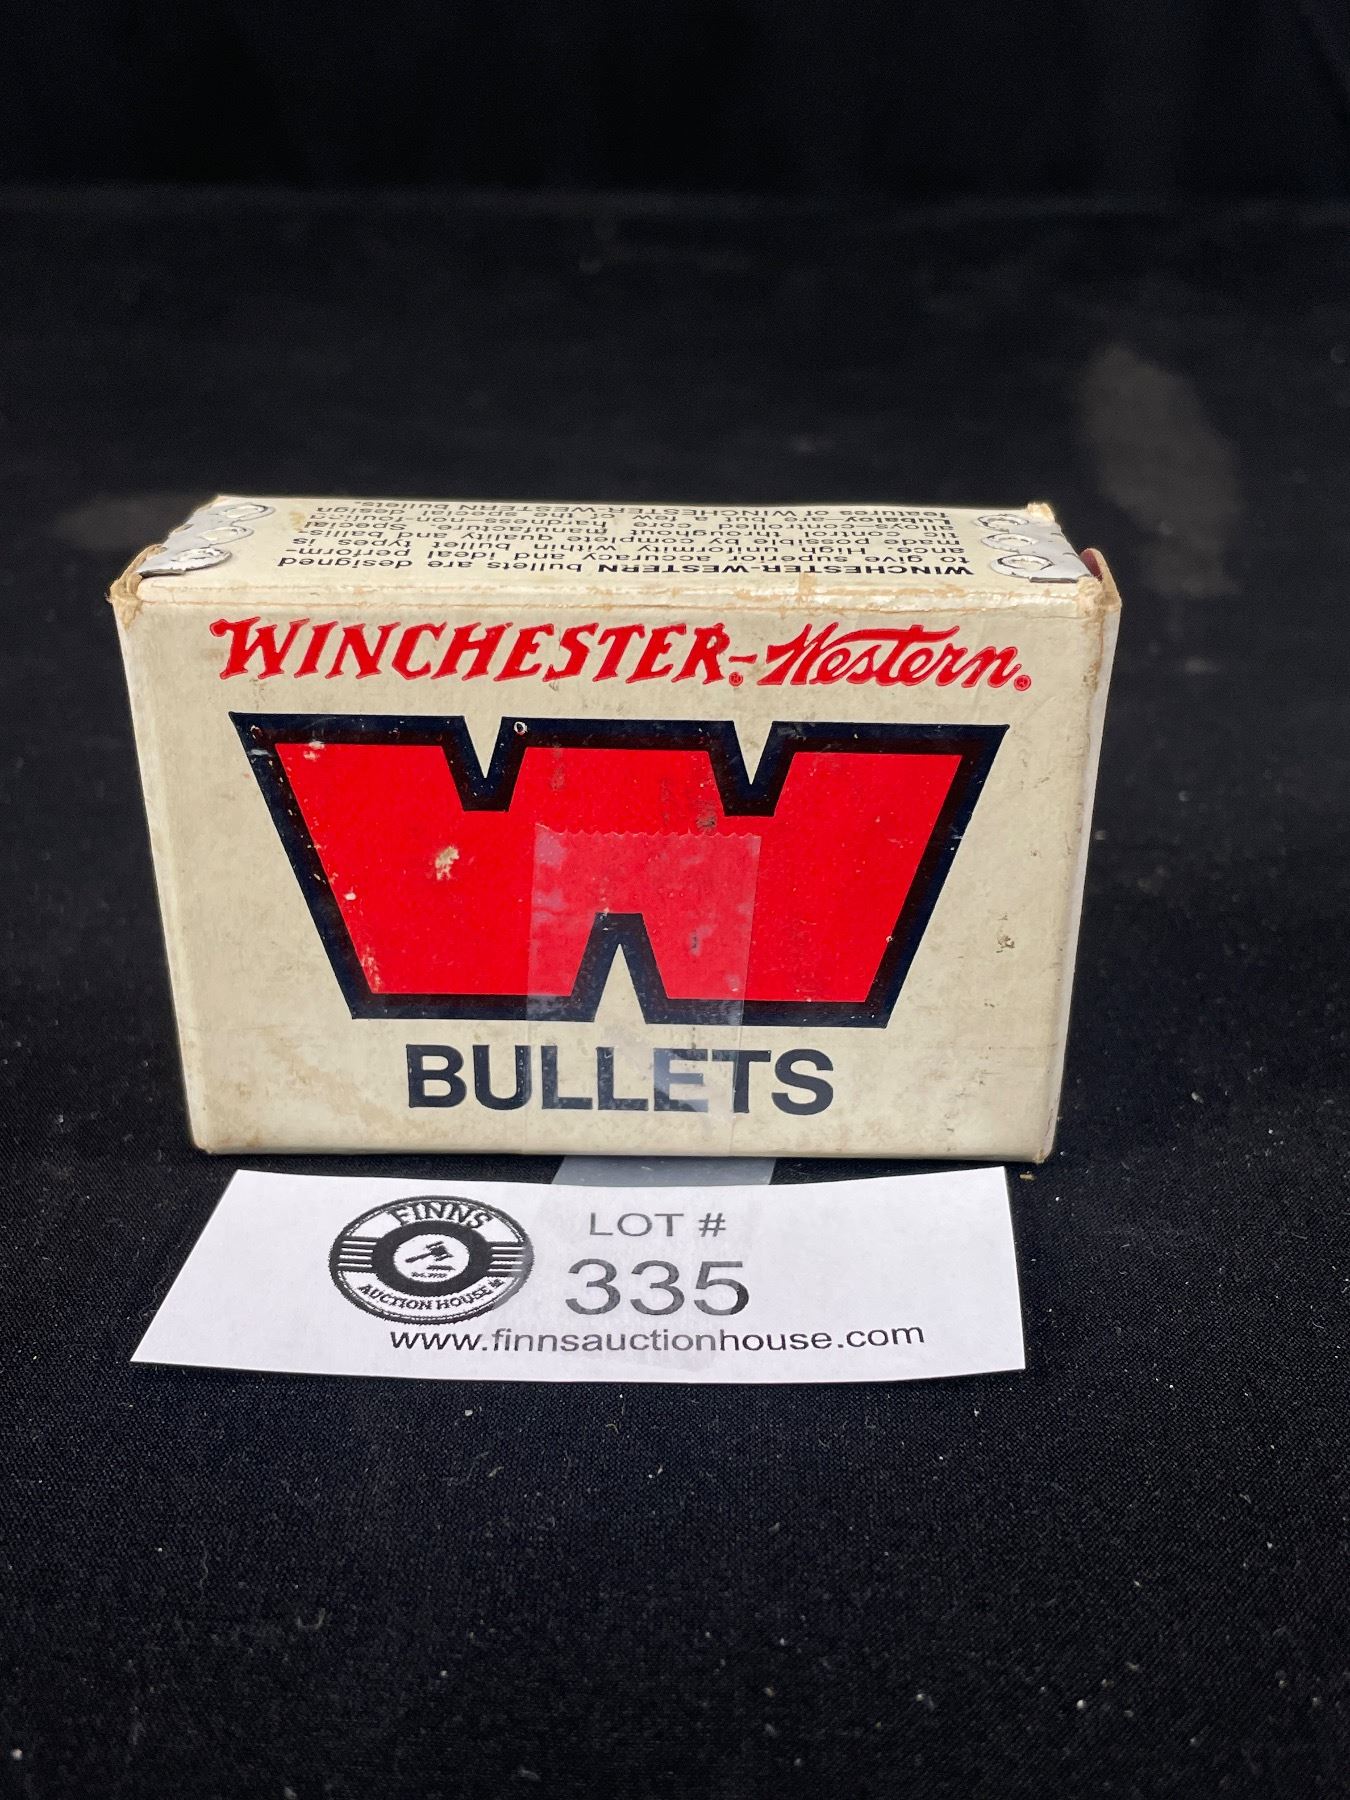 WINCHESTER-WESTERN bullets are designed
to give superior accuracy and ideal perform-
ance. High uniformity within bullet types is
made possible by complete quality and ballis-
tic control throughout manufacture. Special
alloys—controlled core hardness—non-fouling
Lubaloy are but a few of the special design
features of WINCHESTER-WESTERN bullets.
WINCHESTER®-Western®
BULLETS
FINNS
AUCTION HOUSE
LOT #
335
www.finnsauctionhouse.com